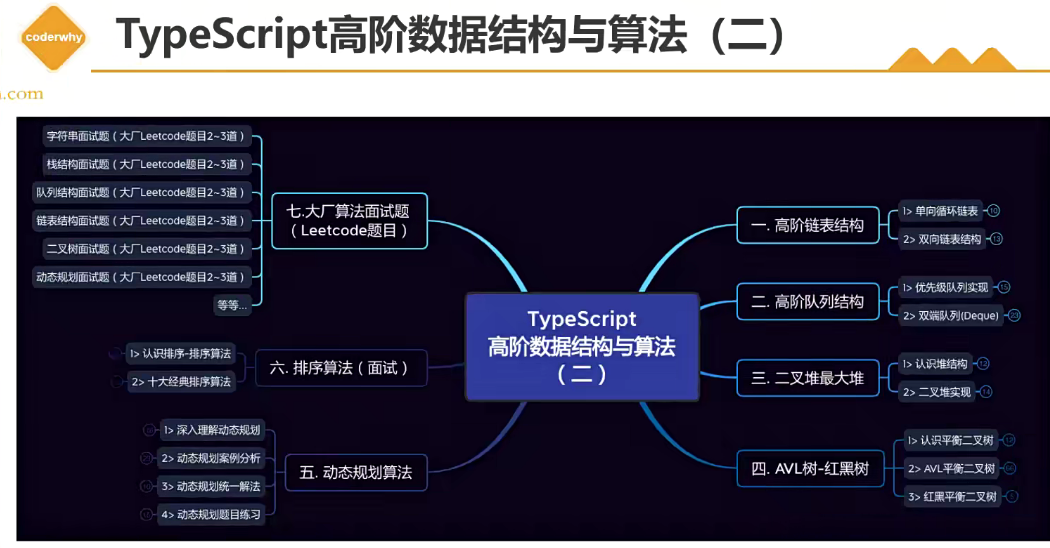 coderwhy
TypeScript高阶数据结构与算法（二）
.com
字符串面试题（大厂Leetcode题目2~3道）
栈结构面试题（大厂Leetcode题目2~3道）
队列结构面试题（大厂Leetcode题目2~3道）
链表结构面试题（大厂Leetcode题目2~3道）
二叉树面试题（大厂Leetcode题目2~3道）
动态规划面试题（大厂Leetcode题目2~3道）
等等...
七.大厂算法面试题
（Leetcode题目）
1> 认识排序-排序算法
2> 十大经典排序算法
六. 排序算法（面试）
1> 深入理解动态规划
2> 动态规划案例分析
3> 动态规划统一解法
4> 动态规划题目练习
五. 动态规划算法
TypeScript
高阶数据结构与算法
（二）
一. 高阶链表结构
1> 单向循环链表
2> 双向链表结构
二. 高阶队列结构
1> 优先级队列实现
2> 双端队列(Deque)
三. 二叉堆最大堆
1> 认识堆结构
2> 二叉堆实现
四. AVL树-红黑树
1> 认识平衡二叉树
2> AVL平衡二叉树
3> 红黑平衡二叉树